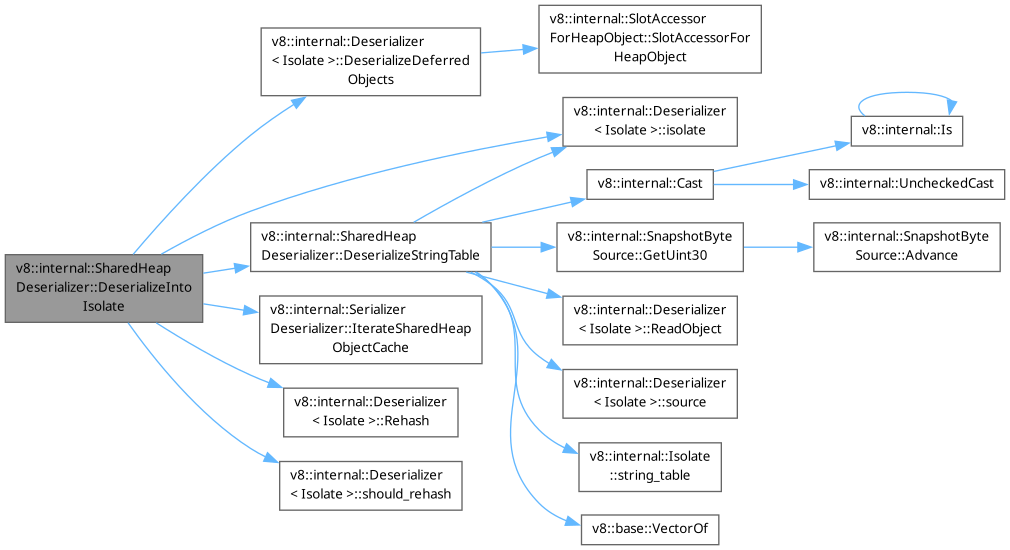 v8::internal::SharedHeap
Deserializer::DeserializeInto
Isolate
v8::internal::Deserializer
< Isolate >::DeserializeDeferred
Objects
v8::internal::SlotAccessor
ForHeapObject::SlotAccessorFor
HeapObject
v8::internal::Deserializer
< Isolate >::isolate
v8::internal::SharedHeap
Deserializer::DeserializeStringTable
v8::internal::Cast
v8::internal::Is
v8::internal::UncheckedCast
v8::internal::SnapshotByte
Source::GetUint30
v8::internal::SnapshotByte
Source::Advance
v8::internal::Deserializer
< Isolate >::ReadObject
v8::internal::Deserializer
< Isolate >::source
v8::internal::Isolate
::string_table
v8::base::VectorOf
v8::internal::Serializer
Deserializer::IterateSharedHeap
ObjectCache
v8::internal::Deserializer
< Isolate >::Rehash
v8::internal::Deserializer
< Isolate >::should_rehash